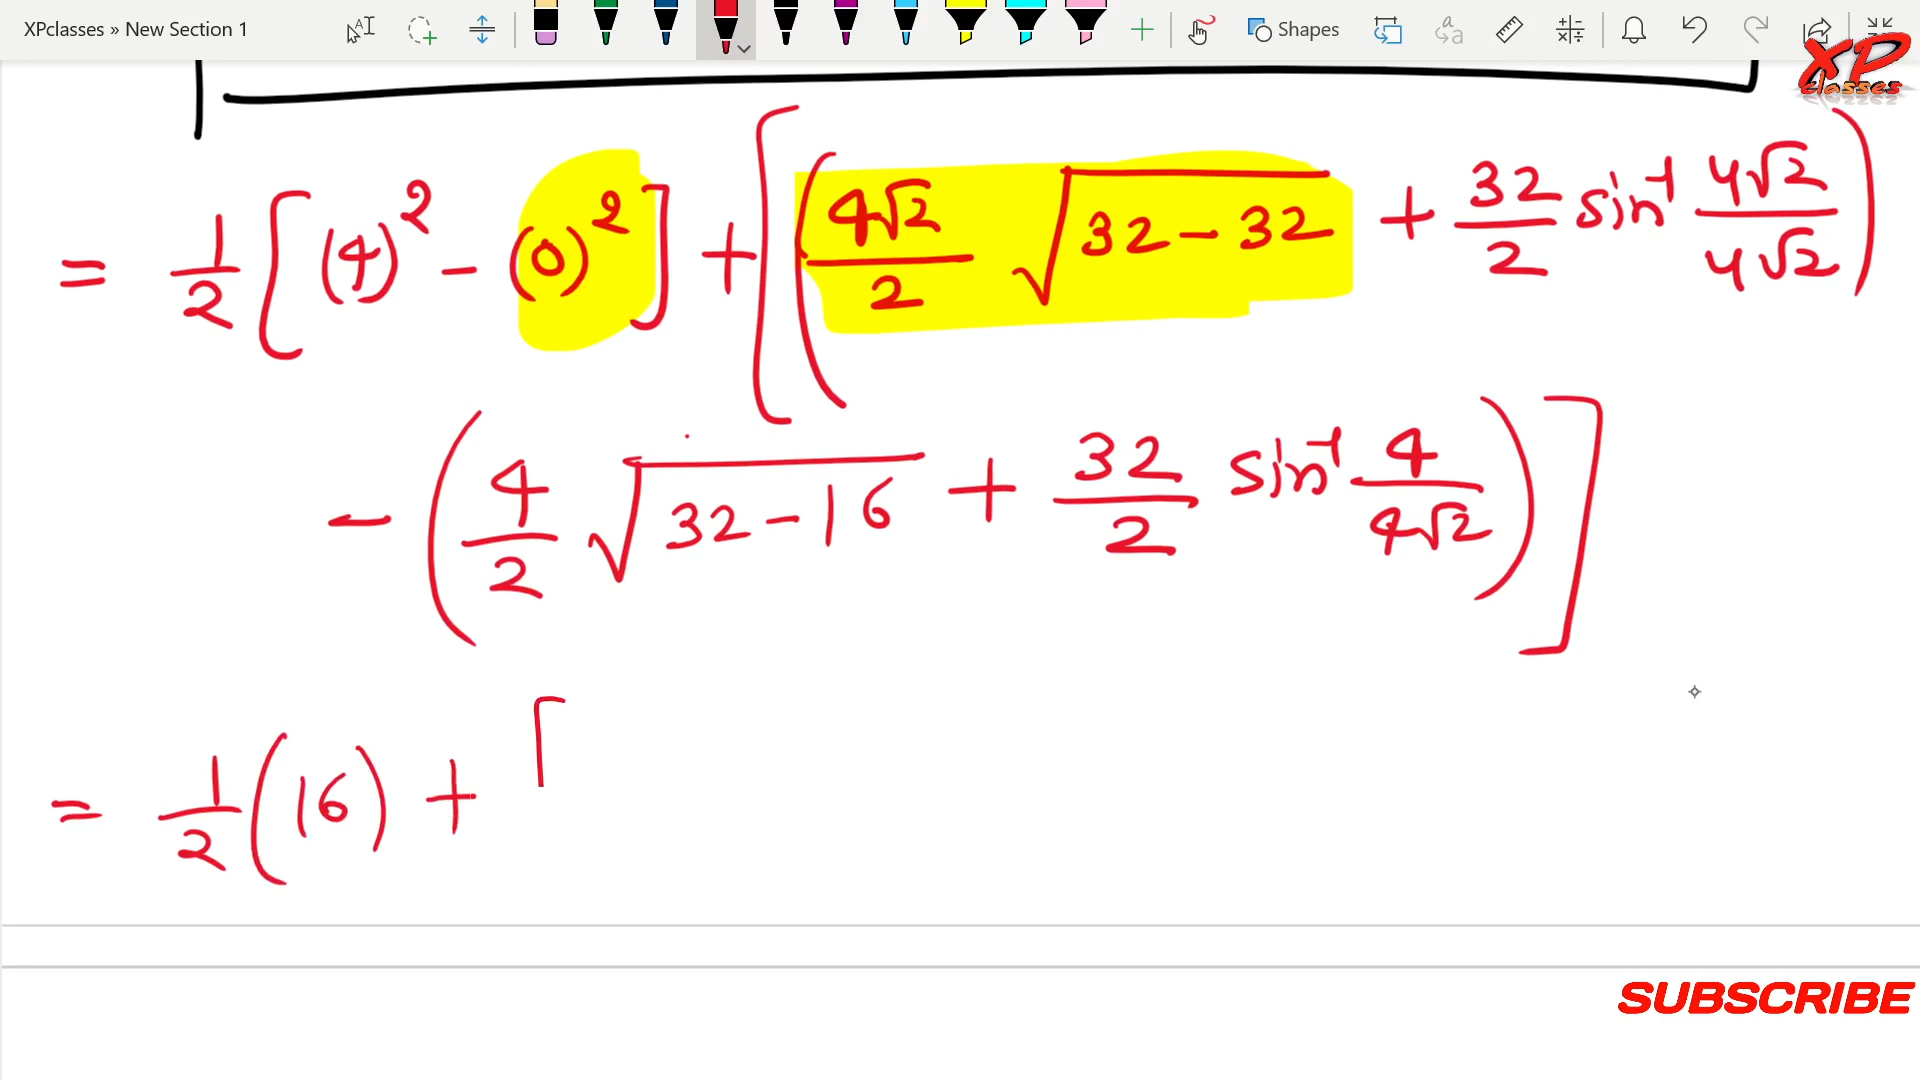 XPclasses » New Section 1
Shapes
XP
classes
= 1/2 [(4)² - (0)²] + [(4√2/2 √(32-32) + 32/2 sin⁻¹ 4√2/4√2)
- (4/2 √(32-16) + 32/2 sin⁻¹ 4/4√2)]
= 1/2 (16) + [
SUBSCRIBE